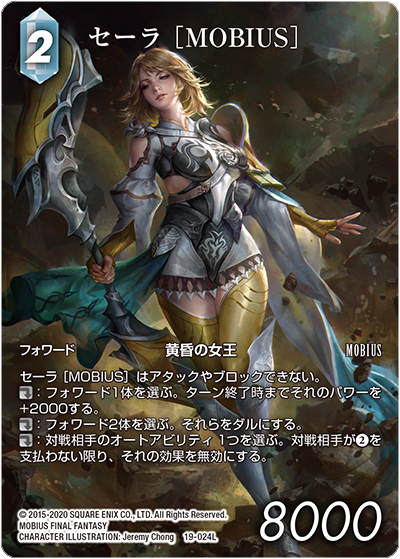 2
セーラ［MOBIUS］
フォワード 黄昏の女王 MOBIUS
セーラ［MOBIUS］はアタックやブロックできない。
：フォワード1体を選ぶ。ターン終了時までそれのパワーを
+2000する。
：フォワード2体を選ぶ。それらをダルにする。
：対戦相手のオートアビリティ 1つを選ぶ。対戦相手が❷を
支払わない限り、それの効果を無効にする。
© 2015-2020 SQUARE ENIX CO., LTD. All Rights Reserved.
MOBIUS FINAL FANTASY
CHARACTER ILLUSTRATION: Jeremy Chong 19-024L
8000